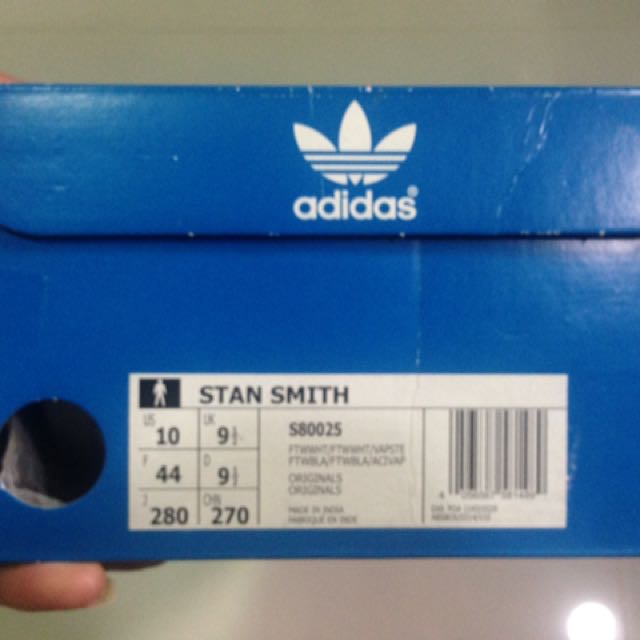 adidas®
STAN SMITH
US 10 UK 9½-
F 44 D 9½
J 280 CHN 270
S80025
FTWWHT/FTWWHT/VAPSTE
FTWBLA/FTWBLA/ACIVAP
ORIGINALS
ORIGINALS
MADE IN INDIA
FABRIQUE EN INDE